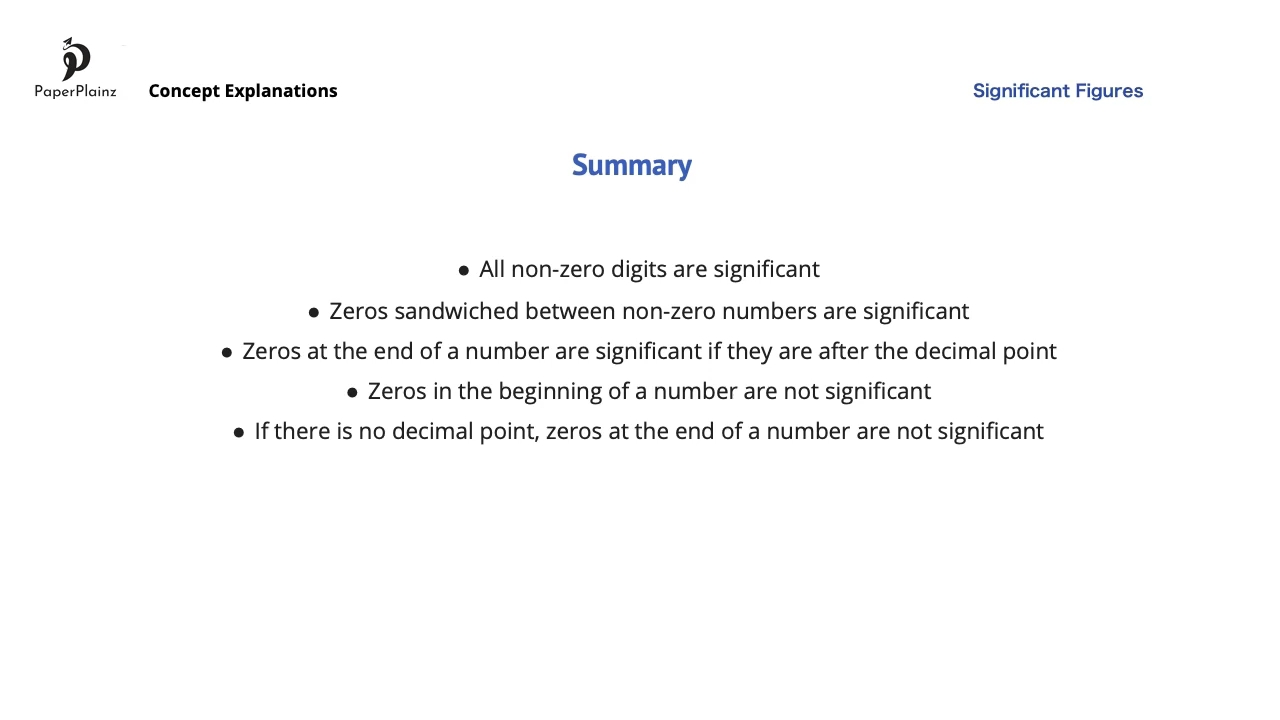 PaperPlainz
Concept Explanations
Significant Figures
Summary
● All non-zero digits are significant
● Zeros sandwiched between non-zero numbers are significant
● Zeros at the end of a number are significant if they are after the decimal point
● Zeros in the beginning of a number are not significant
● If there is no decimal point, zeros at the end of a number are not significant